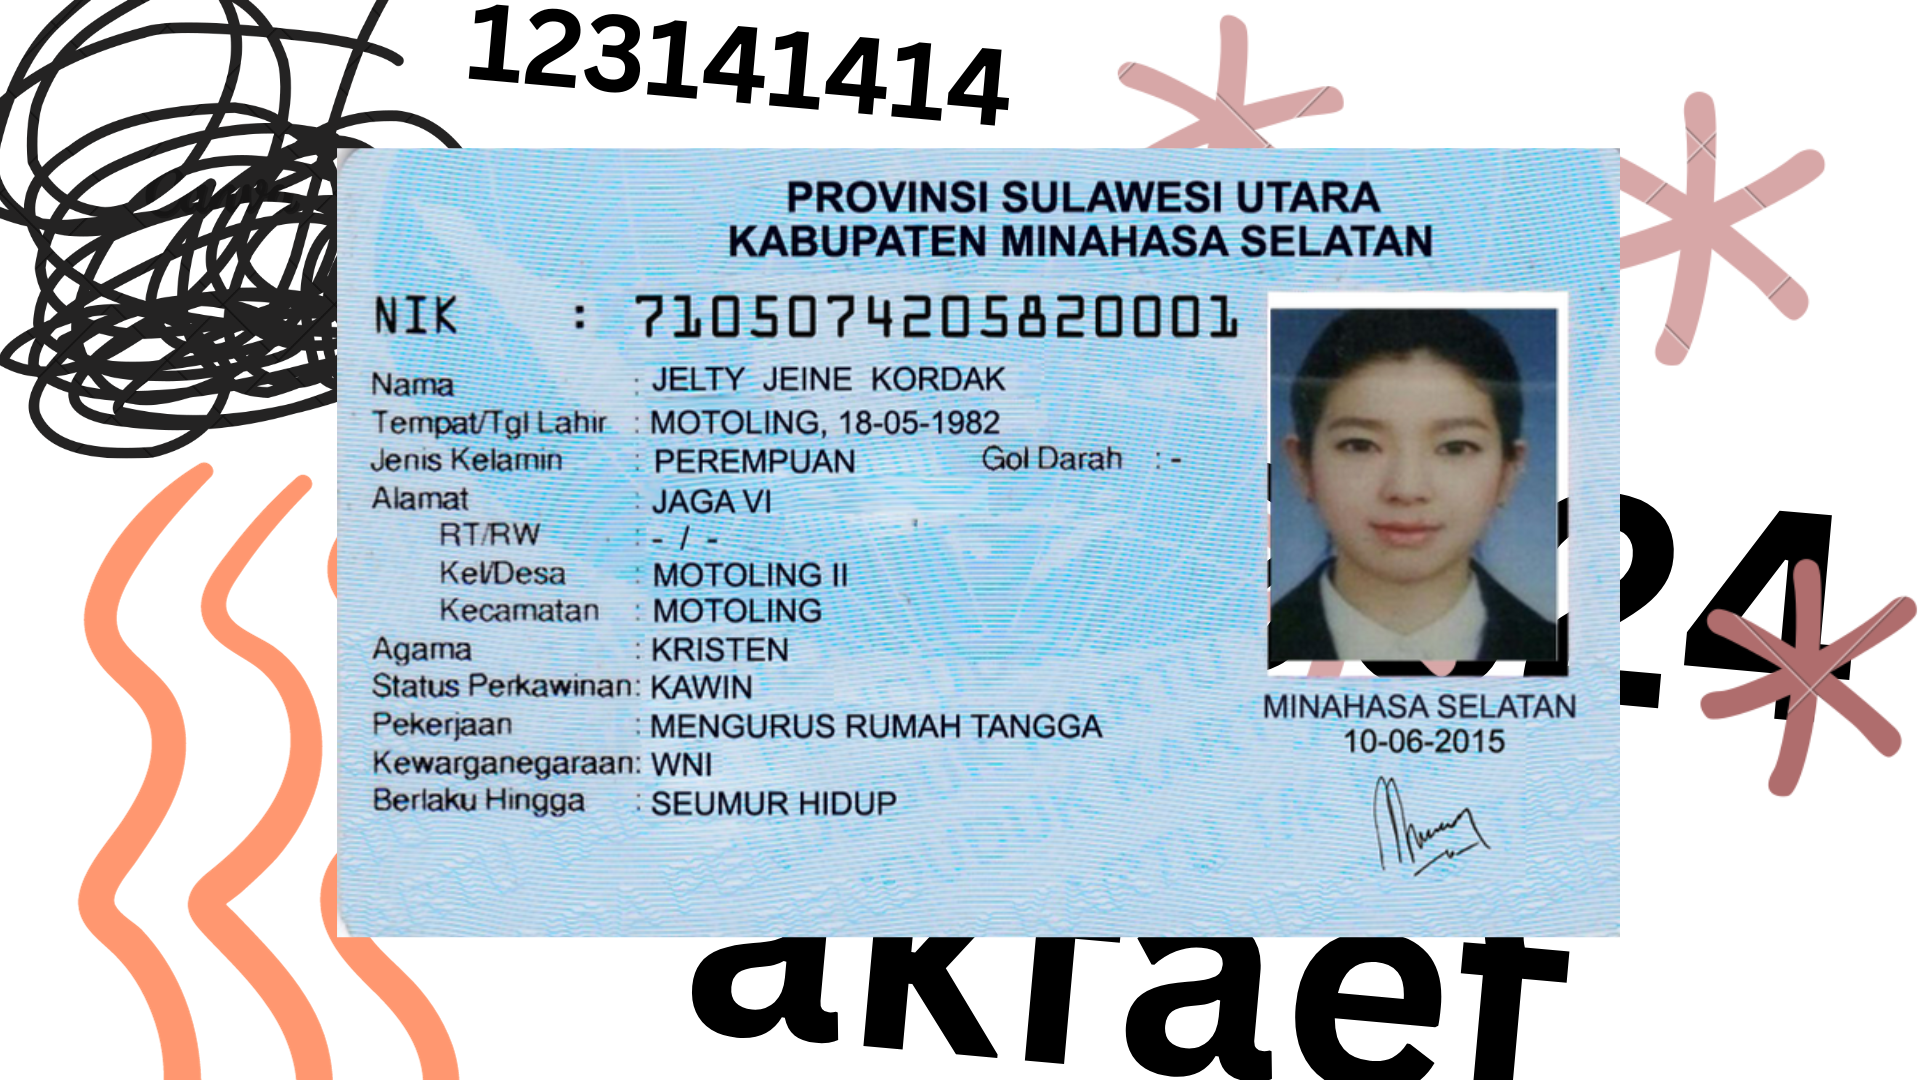 123141414
PROVINSI SULAWESI UTARA
KABUPATEN MINAHASA SELATAN
NIK : 7105074205820001
Nama : JELTY JEINE KORDAK
Tempat/Tgl Lahir : MOTOLING, 18-05-1982
Jenis Kelamin : PEREMPUAN Gol Darah : -
Alamat : JAGA VI
RT/RW : - / -
Kel/Desa : MOTOLING II
Kecamatan : MOTOLING
Agama : KRISTEN
Status Perkawinan: KAWIN
Pekerjaan : MENGURUS RUMAH TANGGA
Kewarganegaraan: WNI
Berlaku Hingga : SEUMUR HIDUP
MINAHASA SELATAN
10-06-2015
24